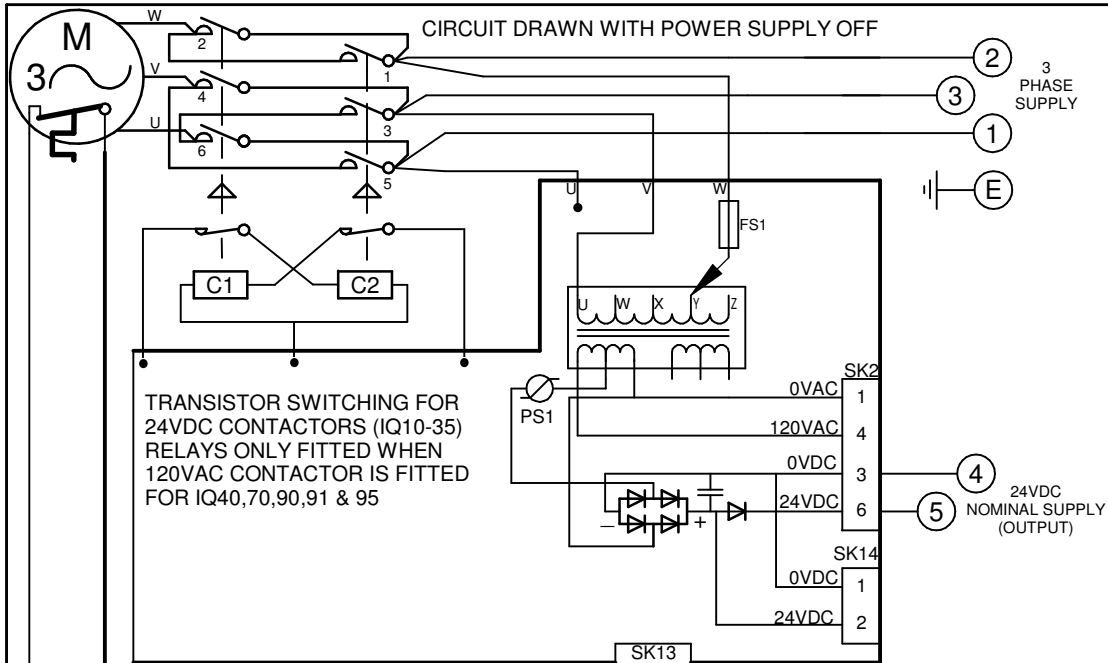 CIRCUIT DRAWN WITH POWER SUPPLY OFF
M
3
W
V
U
2
4
6
1
3
5
2
3
1
E
3
PHASE
SUPPLY
C1
C2
U
V
W
FS1
U
W
X
Y
Z
PS1
TRANSISTOR SWITCHING FOR
24VDC CONTACTORS (IQ10-35)
RELAYS ONLY FITTED WHEN
120VAC CONTACTOR IS FITTED
FOR IQ40,70,90,91 & 95
SK2
0VAC 1
120VAC 4
0VDC 3
24VDC 6
4
5
24VDC
NOMINAL SUPPLY
(OUTPUT)
− +
SK14
0VDC 1
24VDC 2
SK13